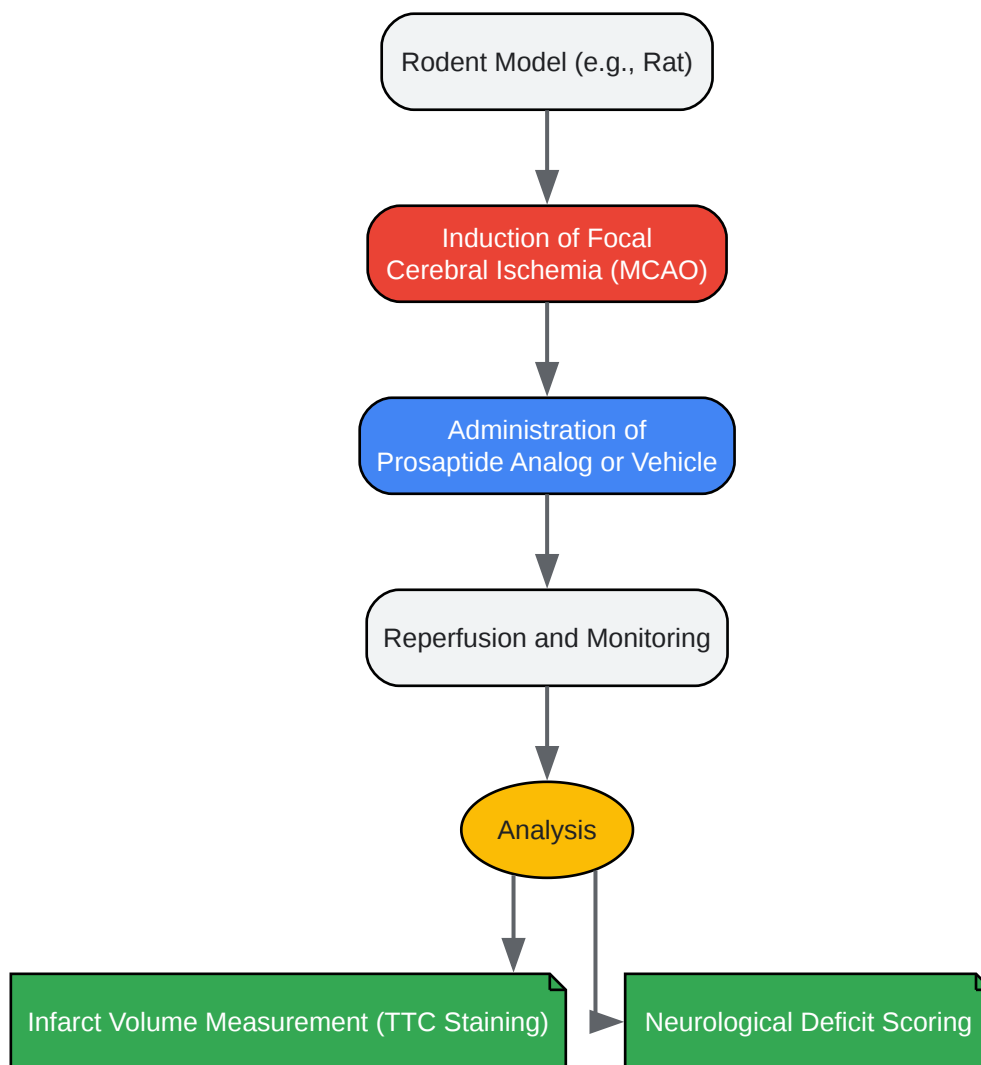 Rodent Model (e.g., Rat)
Induction of Focal
Cerebral Ischemia (MCAO)
Administration of
Prosaptide Analog or Vehicle
Reperfusion and Monitoring
Analysis
Infarct Volume Measurement (TTC Staining)
Neurological Deficit Scoring